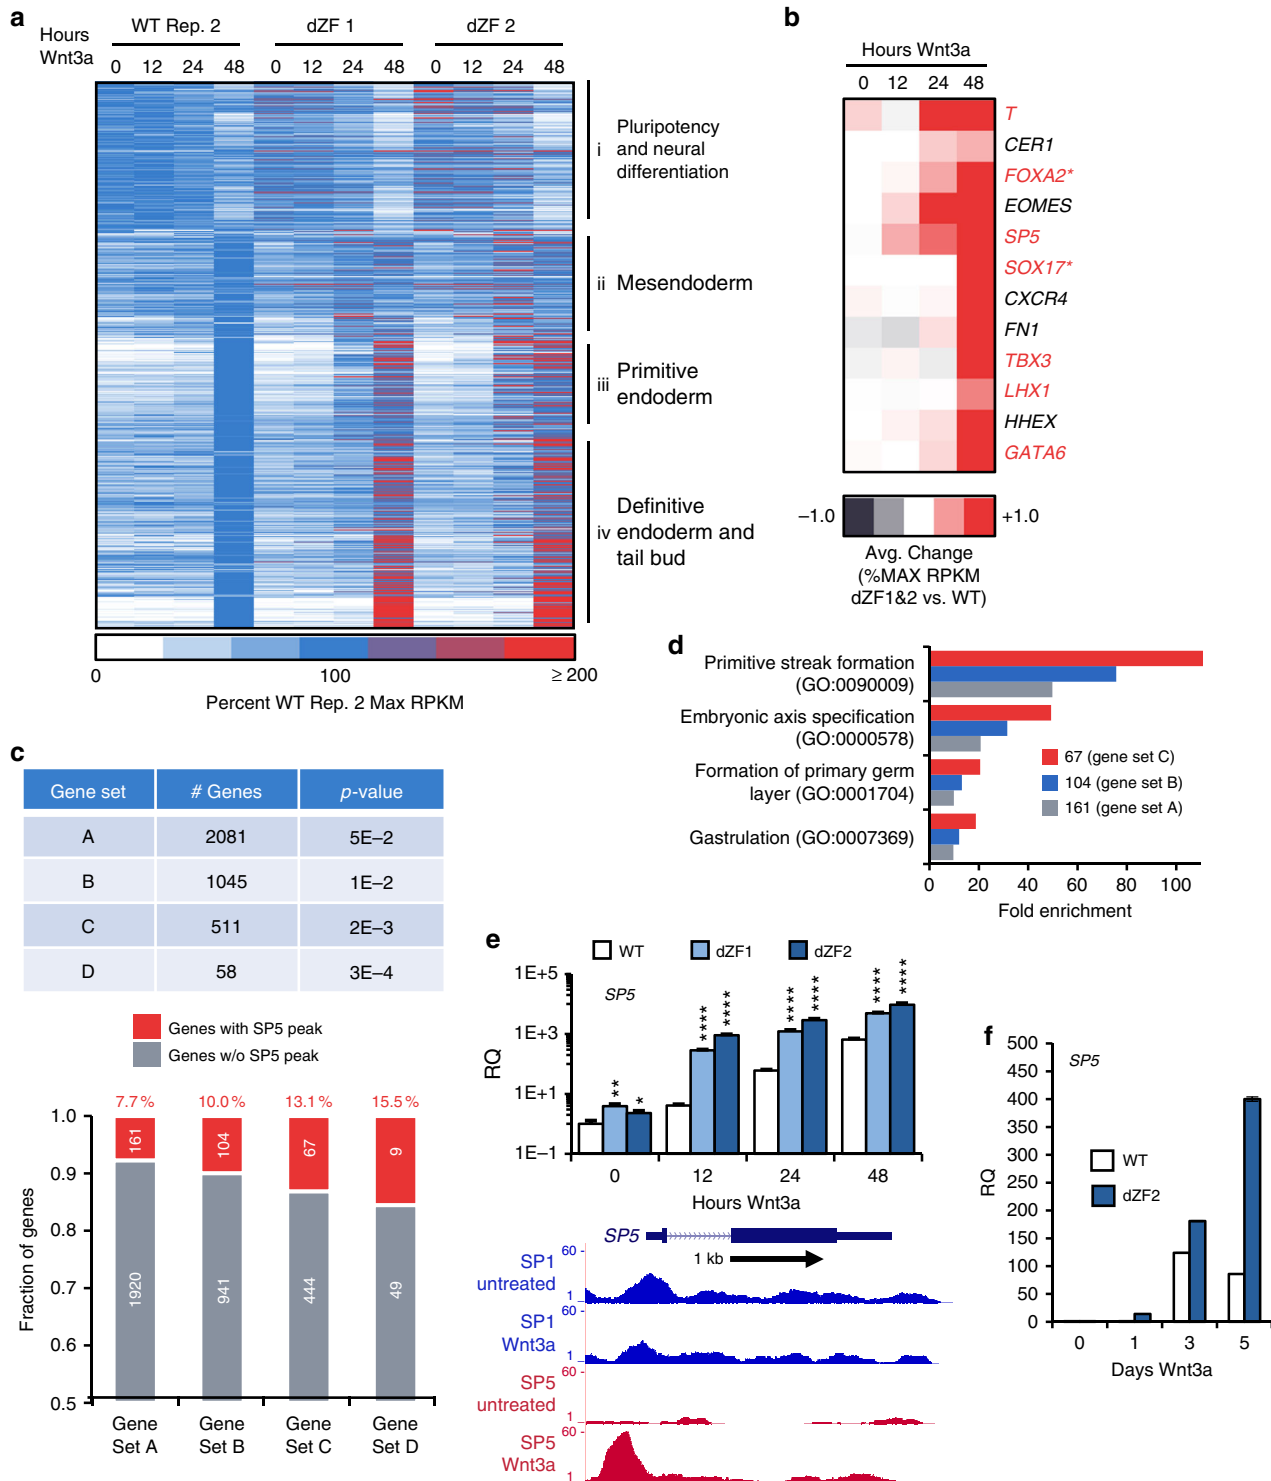 a
Hours
Wnt3a
WT Rep. 2
dZF 1
dZF 2
0 12 24 48 0 12 24 48 0 12 24 48
i
Pluripotency
and neural
differentiation
ii Mesendoderm
iii
Primitive
endoderm
iv
Definitive
endoderm and
tail bud
0
100
≥ 200
Percent WT Rep. 2 Max RPKM
b
Hours Wnt3a
0 12 24 48
T
CER1
FOXA2*
EOMES
SP5
SOX17*
CXCR4
FN1
TBX3
LHX1
HHEX
GATA6
–1.0
+1.0
Avg. Change
(%MAX RPKM
dZF1&2 vs. WT)
c
Gene set # Genes p-value
A 2081 5E–2
B 1045 1E–2
C 511 2E–3
D 58 3E–4
Genes with SP5 peak
Genes w/o SP5 peak
7.7 % 10.0 % 13.1 % 15.5 %
161 104 67 9
1920 941 444 49
1.0
0.9
0.8
0.7
0.6
0.5
Fraction of genes
Gene
Set A
Gene
Set B
Gene
Set C
Gene
Set D
d
Primitive streak formation
(GO:0090009)
Embryonic axis specification
(GO:0000578)
Formation of primary germ
layer (GO:0001704)
Gastrulation (GO:0007369)
67 (gene set C)
104 (gene set B)
161 (gene set A)
0 20 40 60 80 100
Fold enrichment
e
WT dZF1 dZF2
SP5
1E+5
1E+3
1E+1
1E–1
RQ
** * **** **** **** **** **** ****
0 12 24 48
Hours Wnt3a
SP5
1 kb
SP1
untreated
60
1
SP1
Wnt3a
60
1
SP5
untreated
60
1
SP5
Wnt3a
60
1
f
SP5
500
450
400
350
300
250
200
150
100
50
0
RQ
WT
dZF2
0 1 3 5
Days Wnt3a